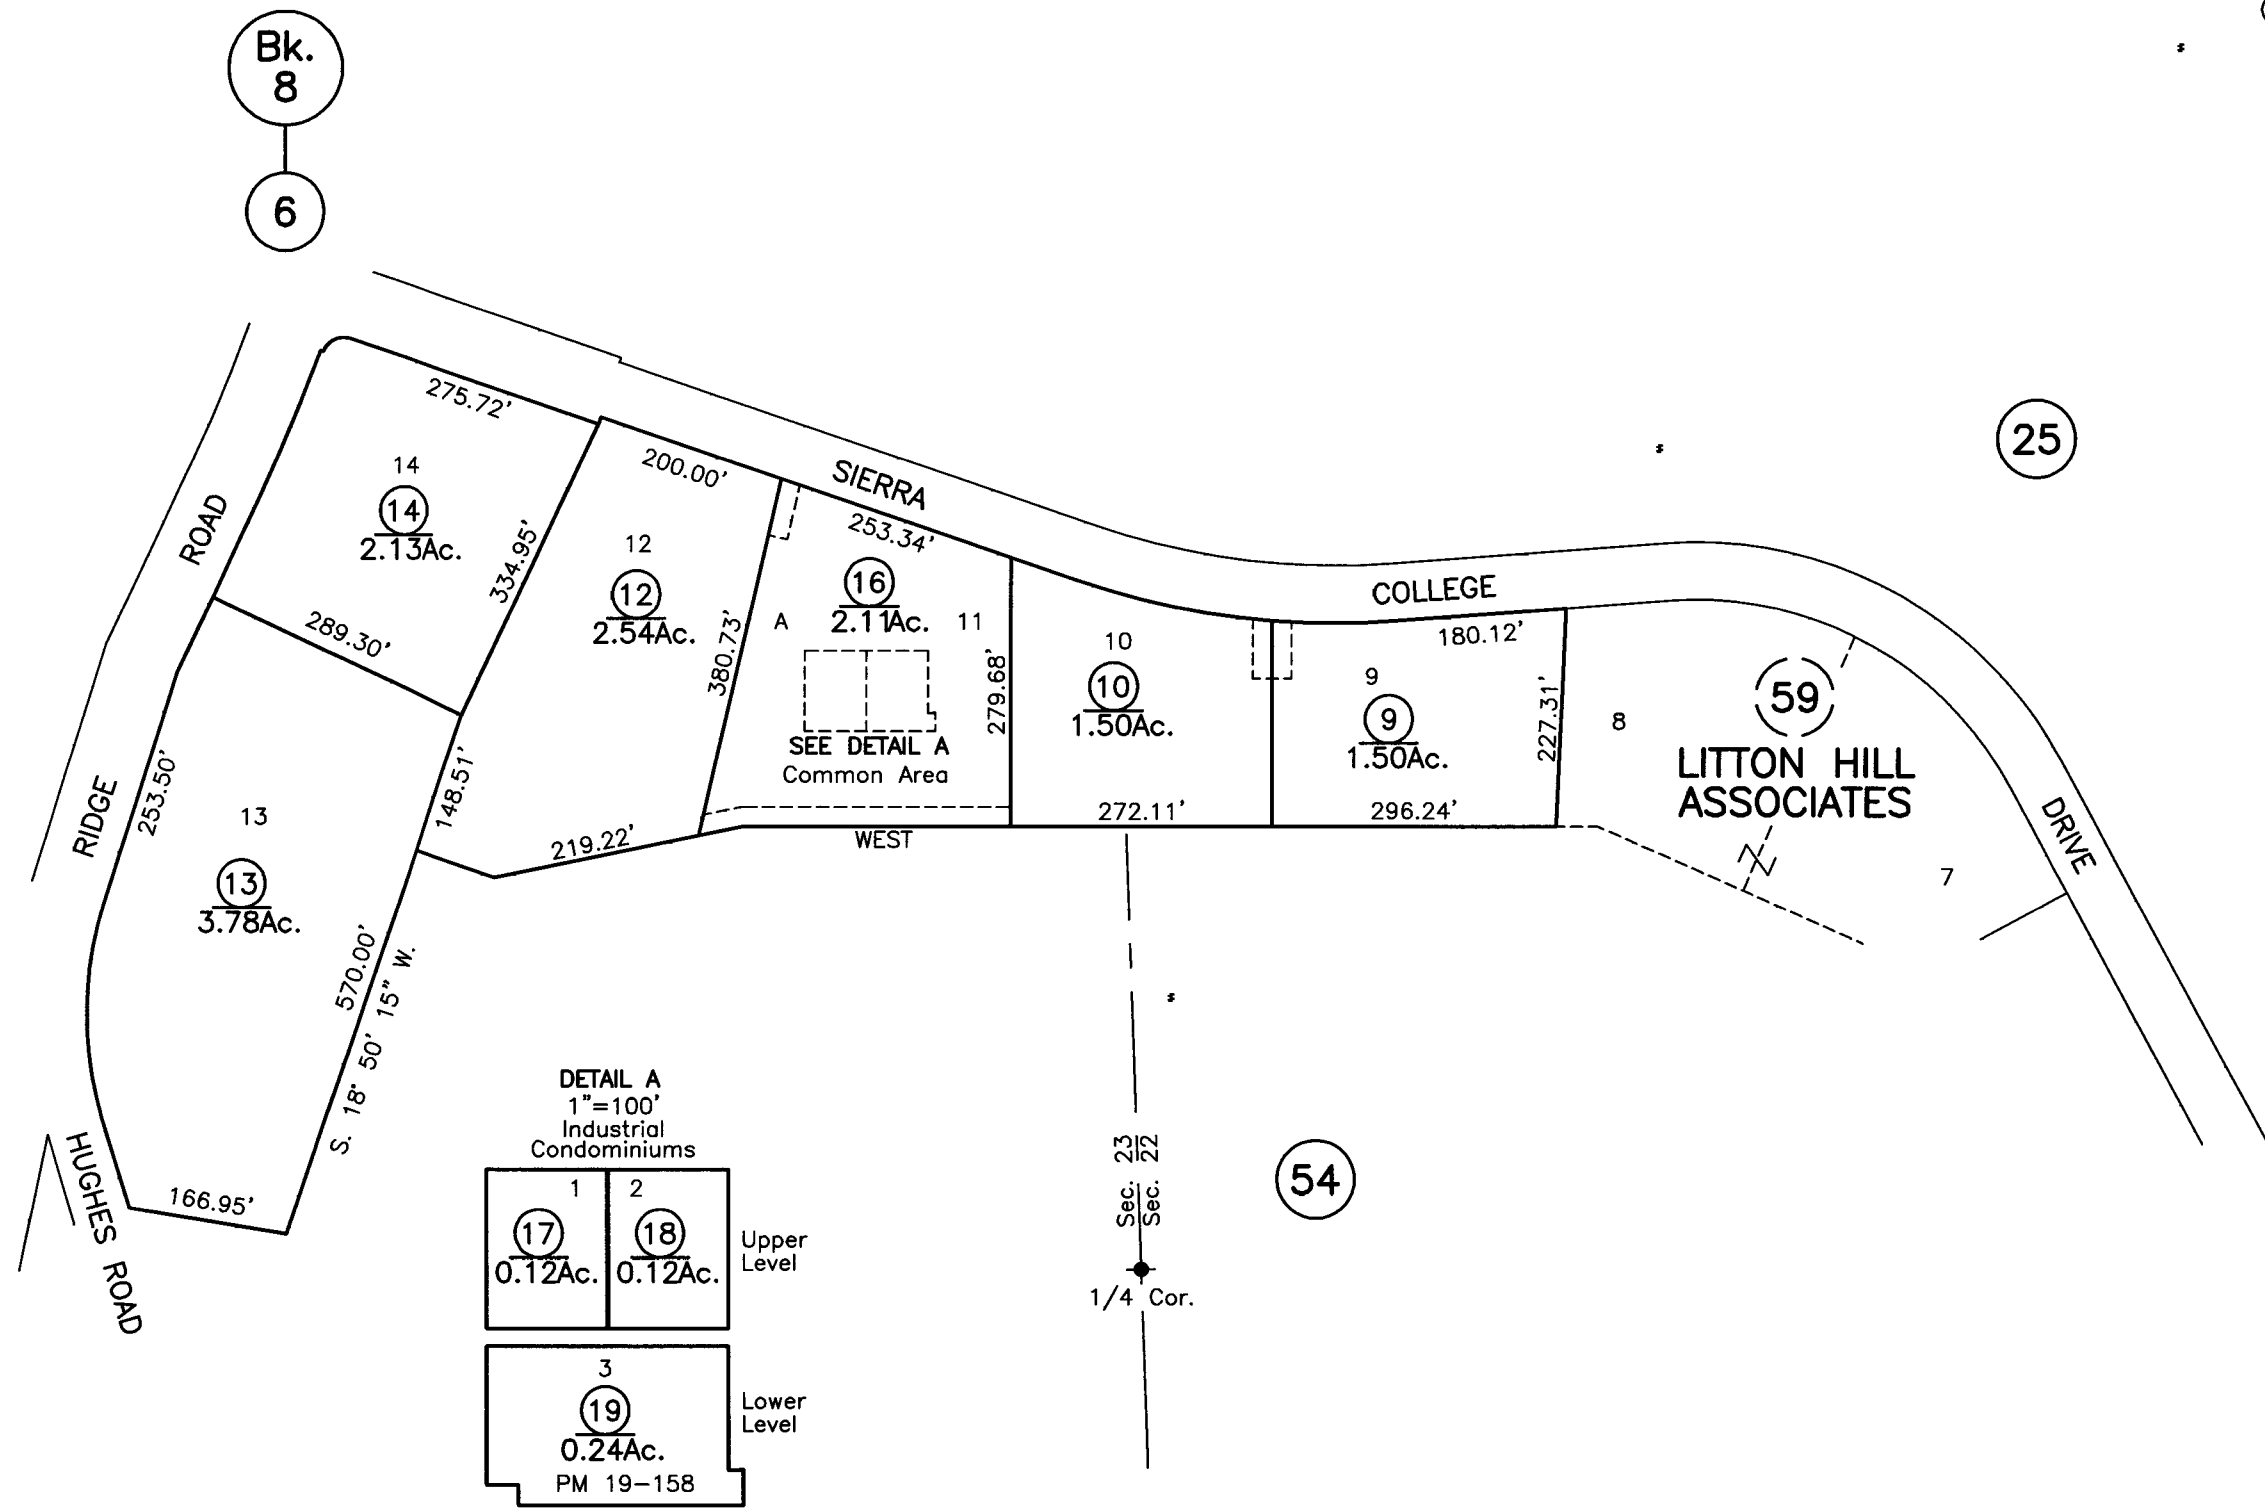 Bk.
8
6
25
275.72'
200.00'
SIERRA
253.34'
COLLEGE
180.12'
DRIVE
RIDGE ROAD
14
14
2.13Ac.
334.95'
289.30'
12
12
2.54Ac.
380.73'
A
16
2.11Ac.
11
279.68'
SEE DETAIL A
Common Area
10
10
1.50Ac.
272.11'
9
9
1.50Ac.
296.24'
227.31'
8
59
LITTON HILL
ASSOCIATES
7
WEST
219.22'
148.51'
253.50'
13
13
3.78Ac.
570.00'
S. 18° 50' 15" W.
166.95'
HUGHES ROAD
DETAIL A
1"=100'
Industrial
Condominiums
1
17
0.12Ac.
2
18
0.12Ac.
Upper
Level
3
19
0.24Ac.
PM 19-158
Lower
Level
Sec. 23
Sec. 22
1/4 Cor.
54